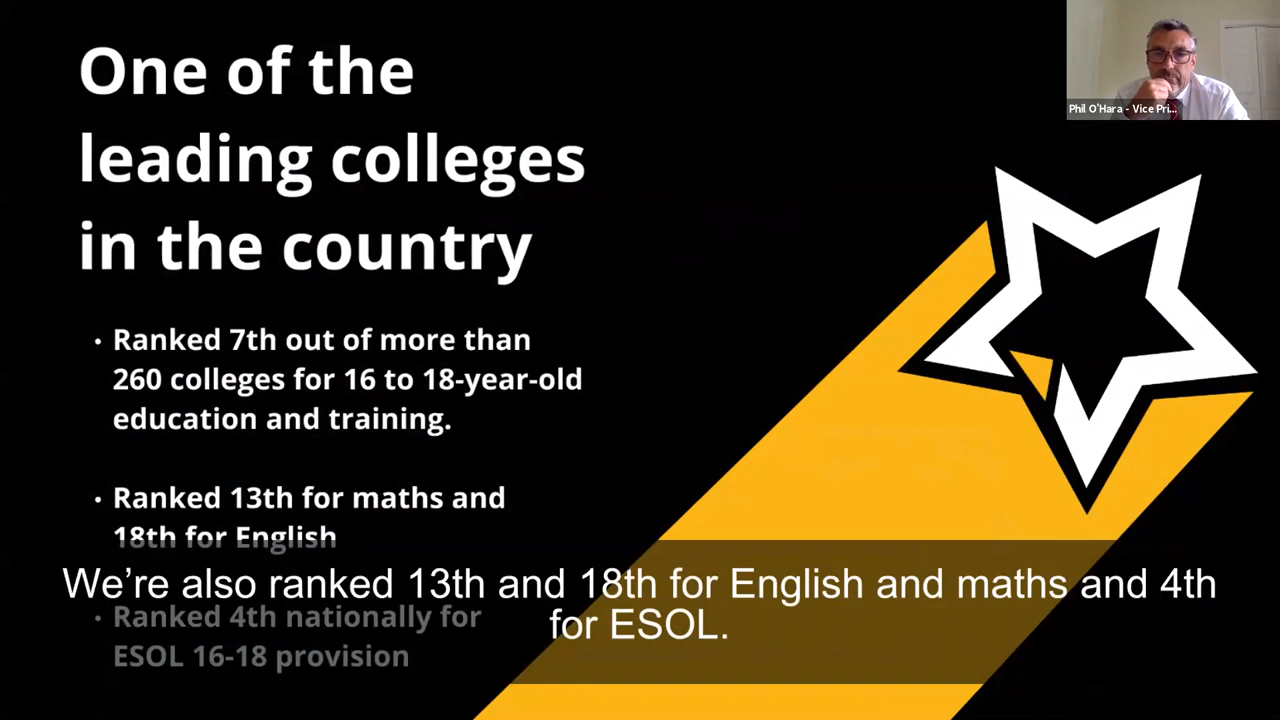 One of the
leading colleges
in the country
Phil O'Hara - Vice Pri...
• Ranked 7th out of more than
260 colleges for 16 to 18-year-old
education and training.
• Ranked 13th for maths and
18th for English
We’re also ranked 13th and 18th for English and maths and 4th
for ESOL.
• Ranked 4th nationally for
ESOL 16-18 provision